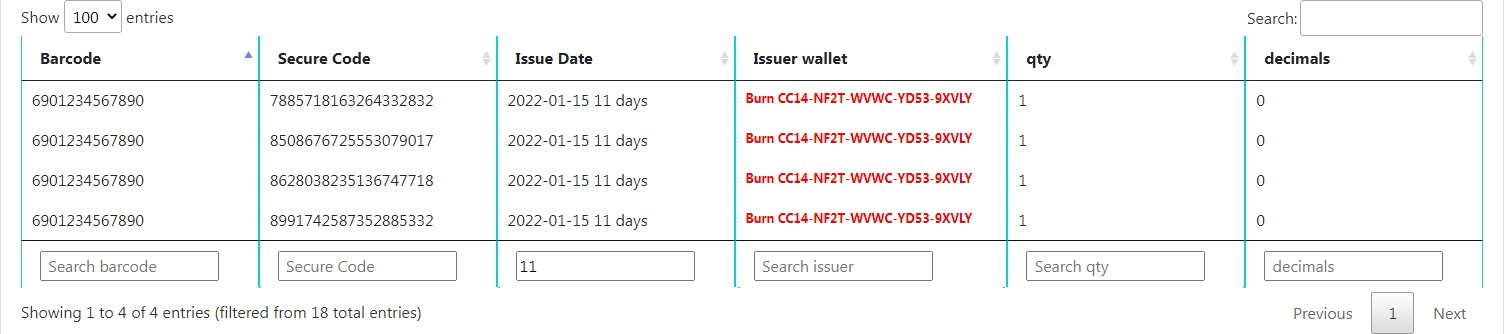 Show 100 entries Search:
Barcode Secure Code Issue Date Issuer wallet qty decimals
6901234567890 7885718163264332832 2022-01-15 11 days Burn CC14-NF2T-WVWC-YD53-9XVLY 1 0
6901234567890 8508676725553079017 2022-01-15 11 days Burn CC14-NF2T-WVWC-YD53-9XVLY 1 0
6901234567890 8628038235136747718 2022-01-15 11 days Burn CC14-NF2T-WVWC-YD53-9XVLY 1 0
6901234567890 8991742587352885332 2022-01-15 11 days Burn CC14-NF2T-WVWC-YD53-9XVLY 1 0
Search barcode Secure Code 11 Search issuer Search qty decimals
Showing 1 to 4 of 4 entries (filtered from 18 total entries) Previous 1 Next